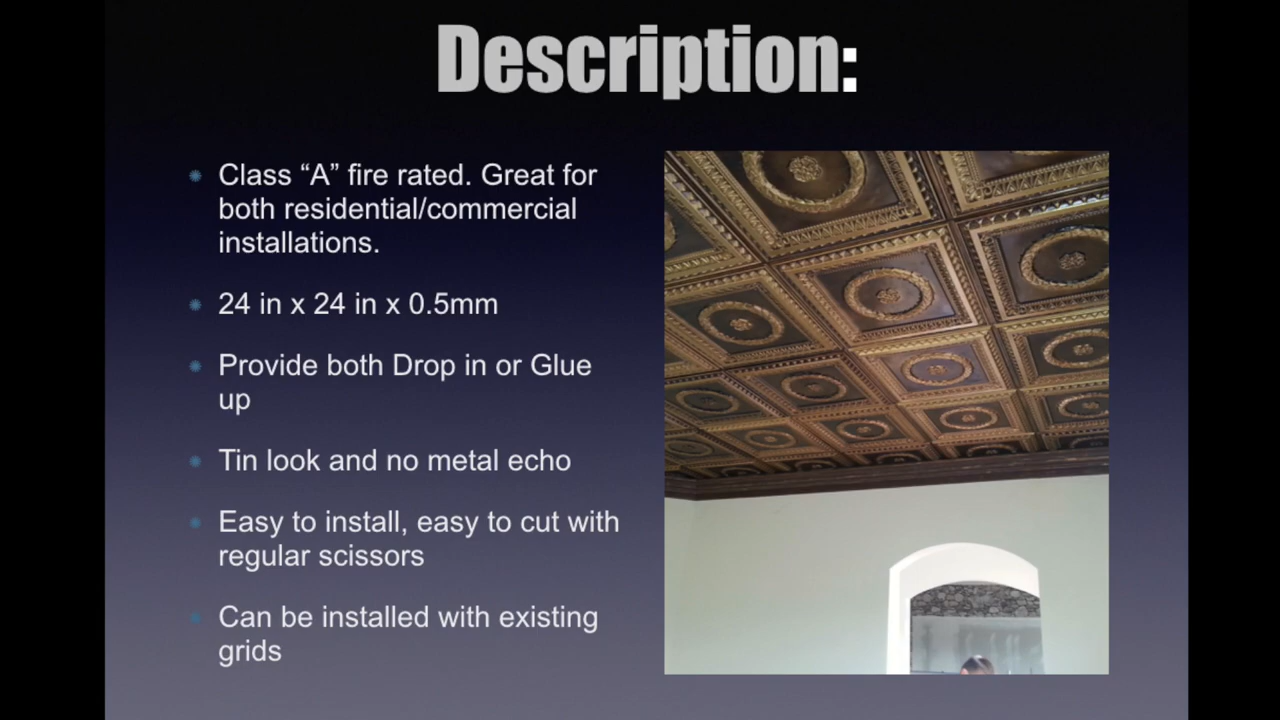 Description:
Class “A” fire rated. Great for
both residential/commercial
installations.
24 in x 24 in x 0.5mm
Provide both Drop in or Glue
up
Tin look and no metal echo
Easy to install, easy to cut with
regular scissors
Can be installed with existing
grids